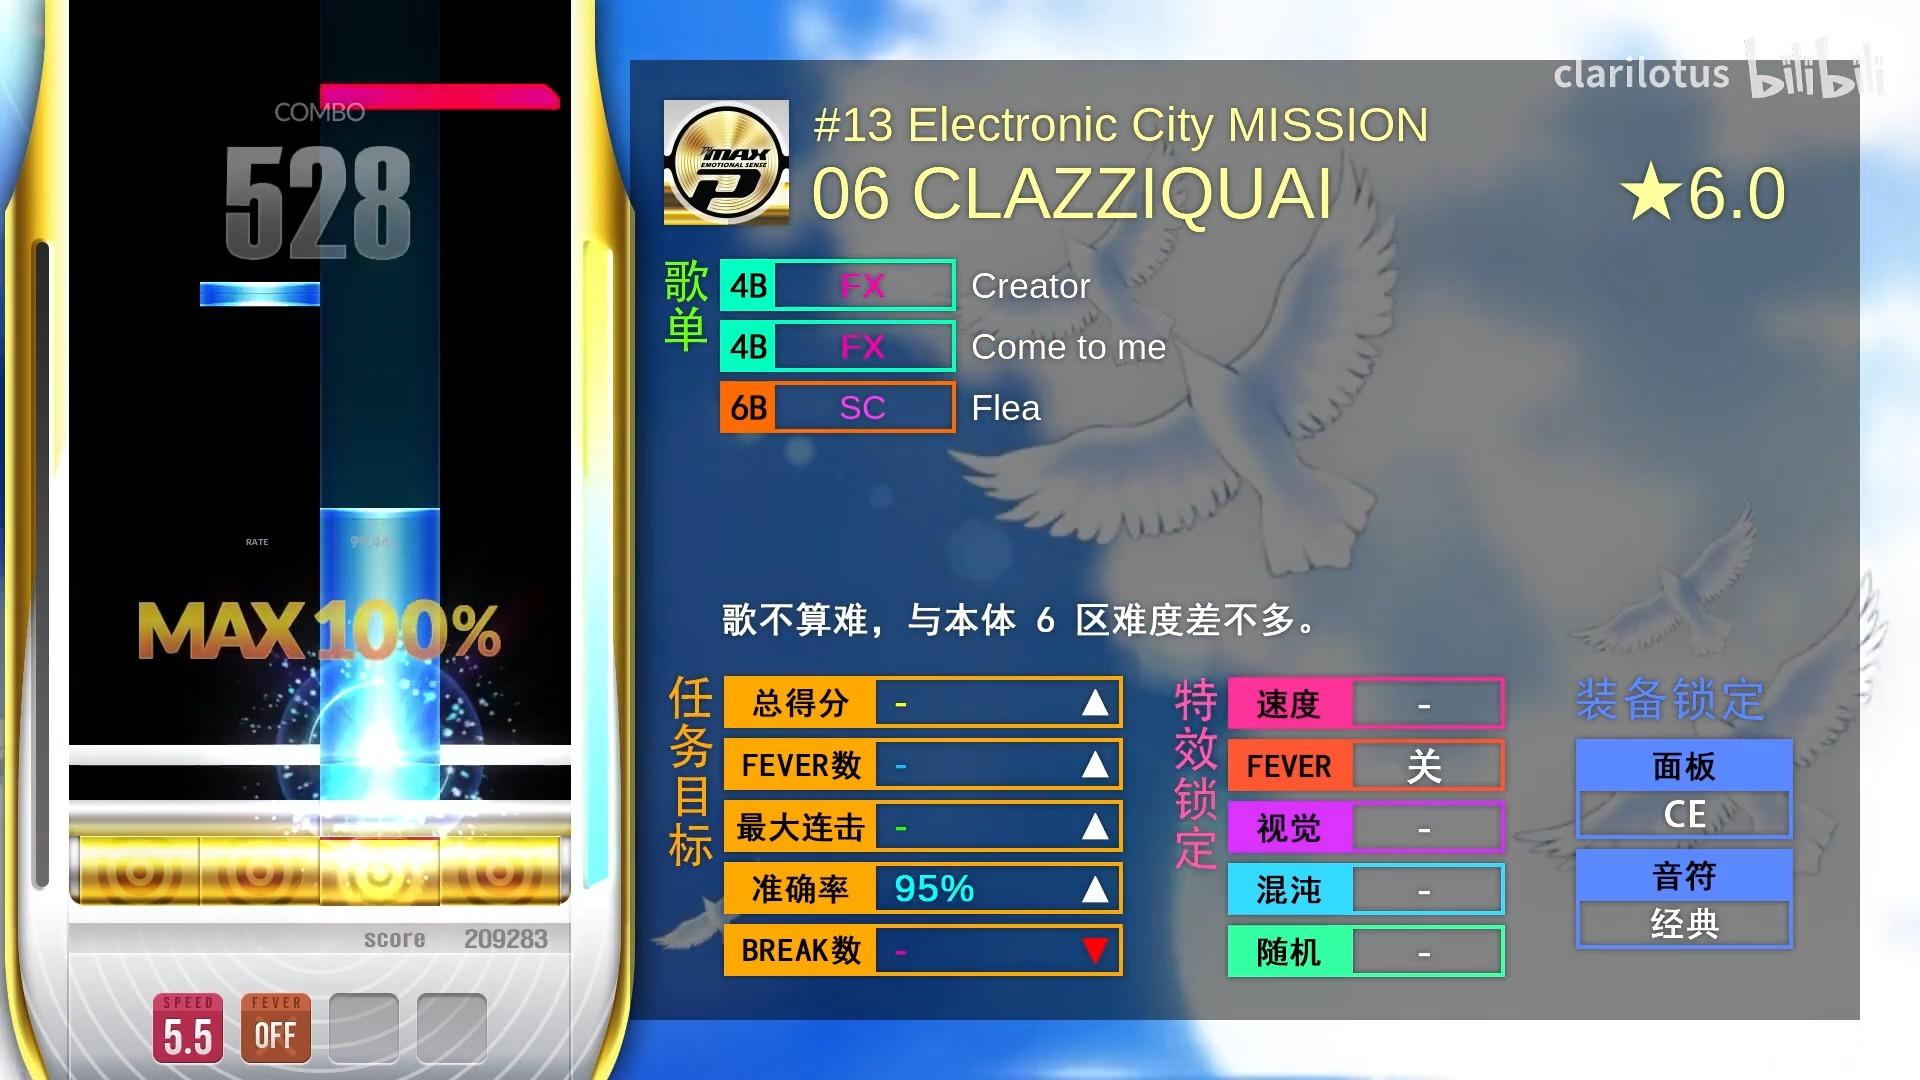 COMBO
528
RATE
MAX 100%
score 209283
SPEED
5.5
FEVER
OFF
clarilotus bilibili
MAX
EMOTIONAL SENSE
P
#13 Electronic City MISSION
06 CLAZZIQUAI
★6.0
歌单
4B FX Creator
4B FX Come to me
6B SC Flea
歌不算难，与本体 6 区难度差不多。
任务目标
总得分 - ▲
FEVER数 - ▲
最大连击 - ▲
准确率 95% ▲
BREAK数 - ▼
特效锁定
速度 -
FEVER 关
视觉 -
混沌 -
随机 -
装备锁定
面板
CE
音符
经典